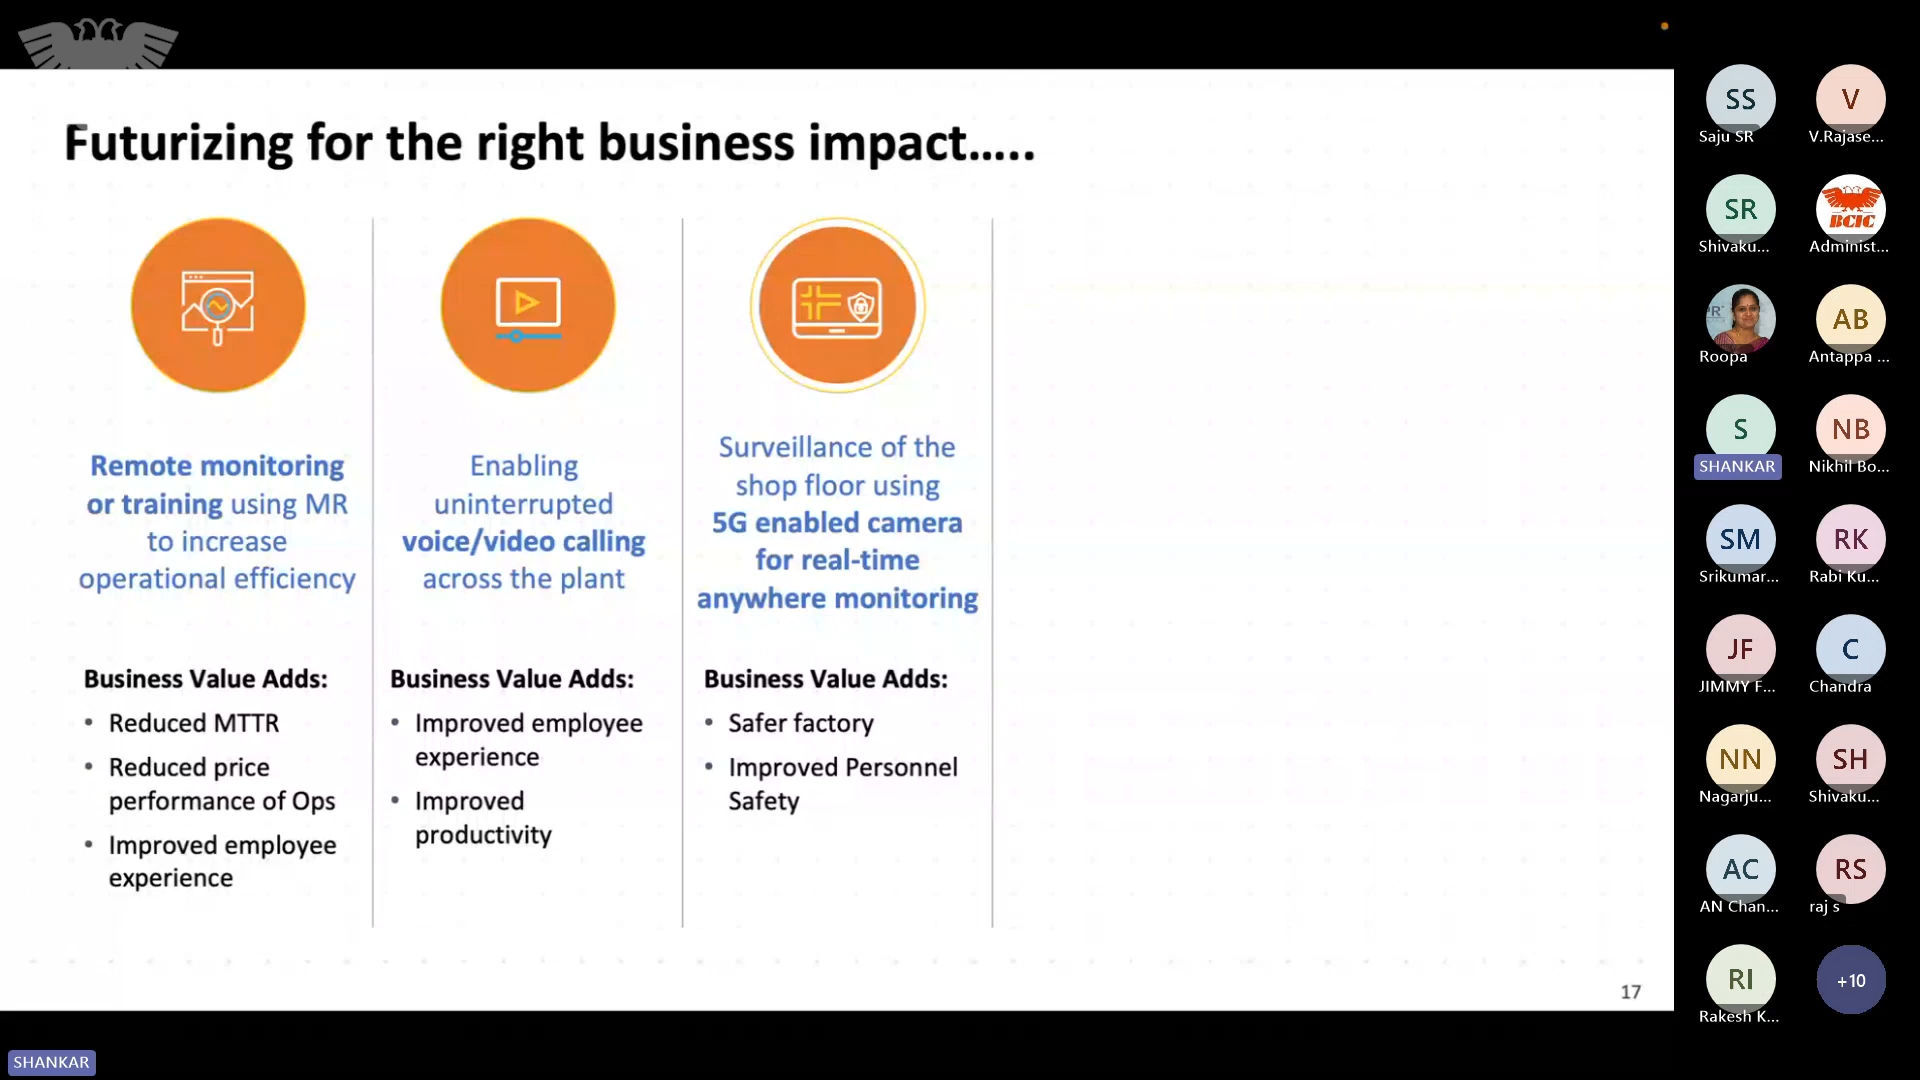 Futurizing for the right business impact.....
Remote monitoring
or training using MR
to increase
operational efficiency
Business Value Adds:
• Reduced MTTR
• Reduced price
performance of Ops
• Improved employee
experience
Enabling
uninterrupted
voice/video calling
across the plant
Business Value Adds:
• Improved employee
experience
• Improved
productivity
Surveillance of the
shop floor using
5G enabled camera
for real-time
anywhere monitoring
Business Value Adds:
• Safer factory
• Improved Personnel
Safety
17
SHANKAR
SS
Saju SR
V
V.Rajase...
SR
Shivaku...
BCIC
Administ...
PR
Roopa
AB
Antappa ...
S
SHANKAR
NB
Nikhil Bo...
SM
Srikumar...
RK
Rabi Ku...
JF
JIMMY F...
C
Chandra
NN
Nagarju...
SH
Shivaku...
AC
AN Chan...
RS
raj s
RI
Rakesh K...
+10